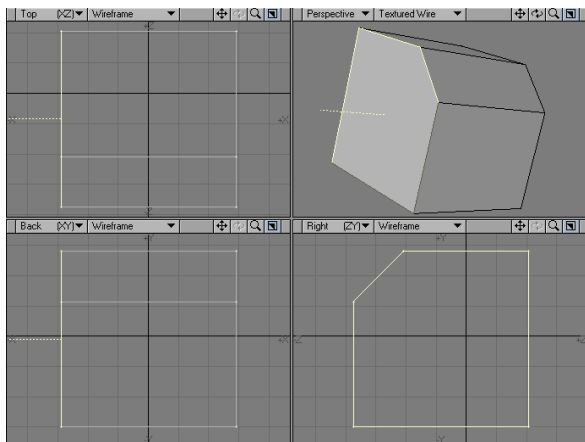 Top (XZ) Wireframe
Perspective Textured Wire
+Z
+X
-Z
Back (XY) Wireframe
Right (ZY) Wireframe
+Y
+Y
+X
-Z
+Z
-Y
-Y